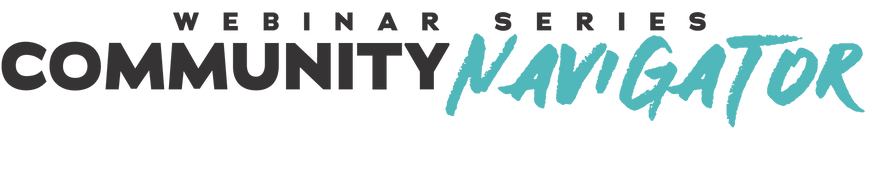 WEBINAR SERIES
COMMUNITY NAVIGATOR